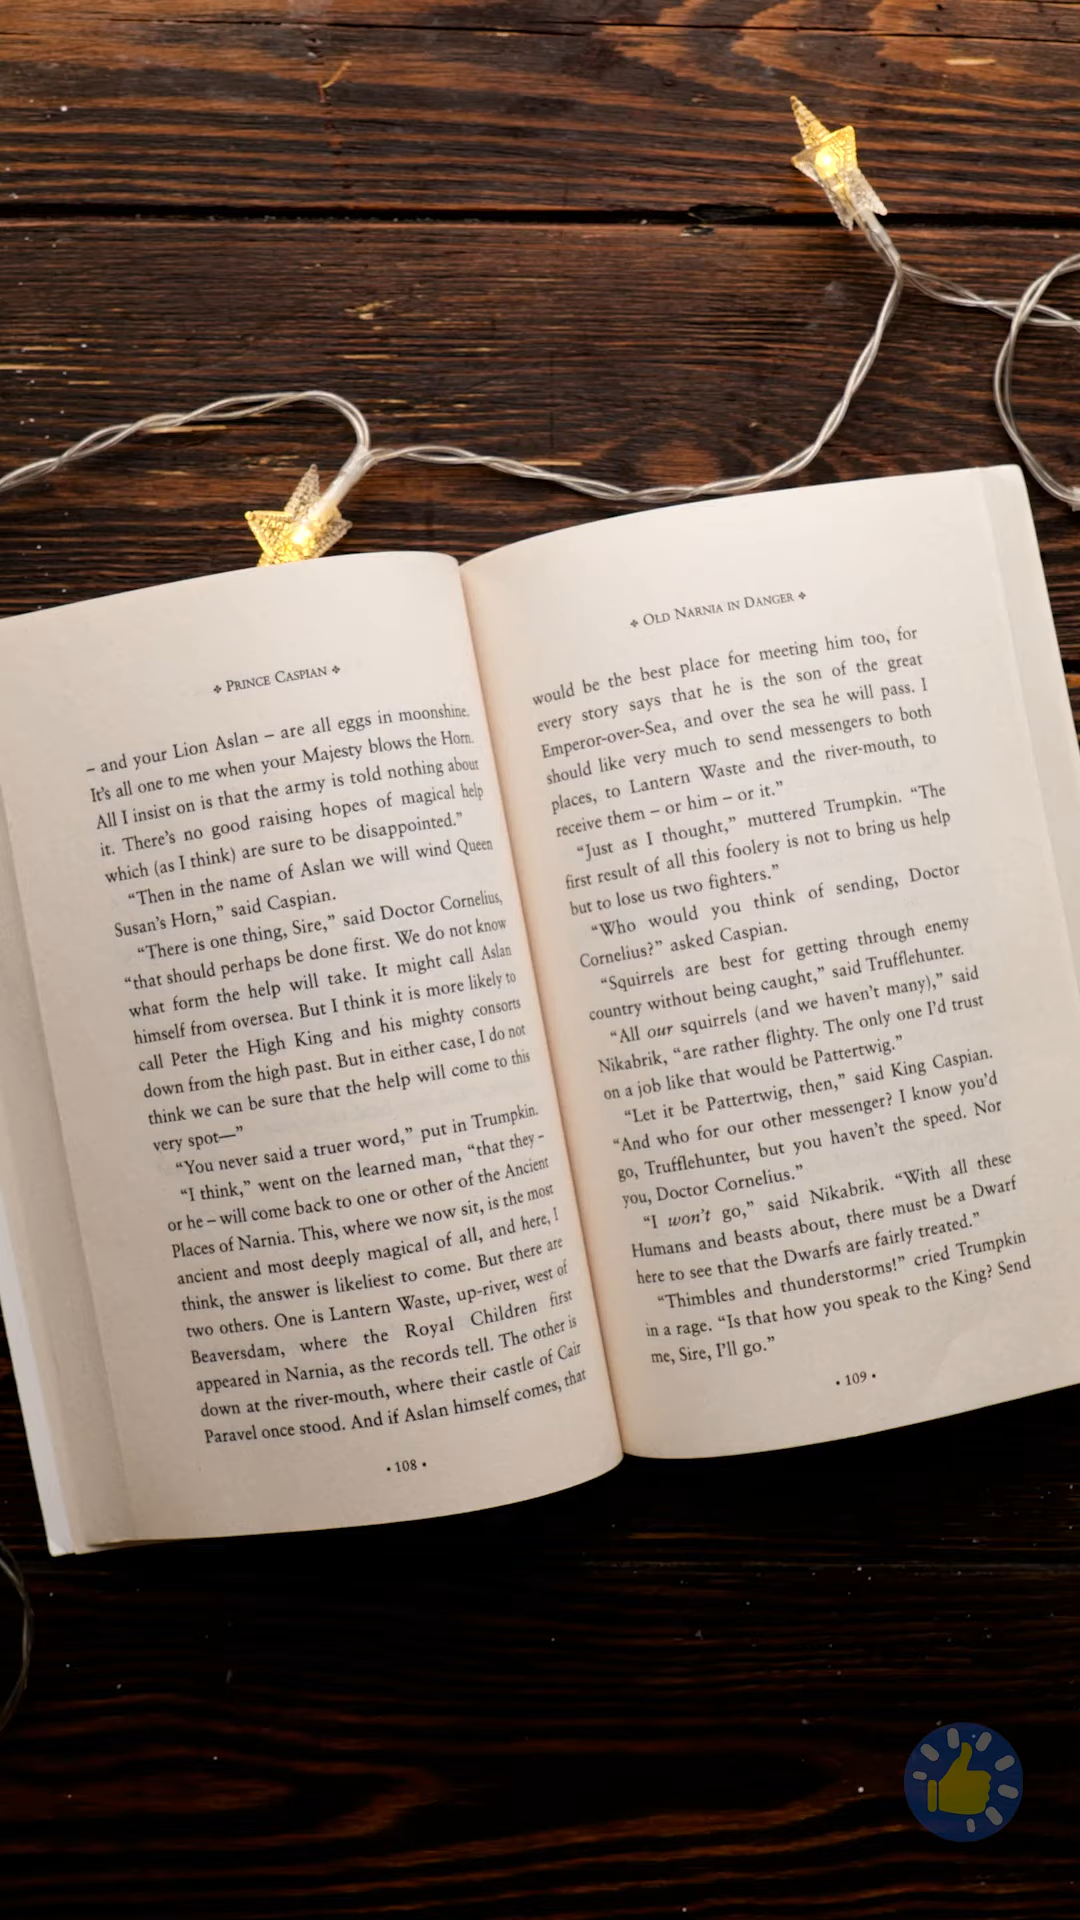 ❖ PRINCE CASPIAN ❖
– and your Lion Aslan – are all eggs in moonshine.
It's all one to me when your Majesty blows the Horn.
All I insist on is that the army is told nothing about
it. There's no good raising hopes of magical help
which (as I think) are sure to be disappointed.”
“Then in the name of Aslan we will wind Queen
Susan's Horn,” said Caspian.
“There is one thing, Sire,” said Doctor Cornelius,
“that should perhaps be done first. We do not know
what form the help will take. It might call Aslan
himself from oversea. But I think it is more likely to
call Peter the High King and his mighty consorts
down from the high past. But in either case, I do not
think we can be sure that the help will come to this
very spot—”
“You never said a truer word,” put in Trumpkin.
“I think,” went on the learned man, “that they –
or he – will come back to one or other of the Ancient
Places of Narnia. This, where we now sit, is the most
ancient and most deeply magical of all, and here, I
think, the answer is likeliest to come. But there are
two others. One is Lantern Waste, up-river, west of
Beaversdam, where the Royal Children first
appeared in Narnia, as the records tell. The other is
down at the river-mouth, where their castle of Cair
Paravel once stood. And if Aslan himself comes, that
• 108 •
❖ OLD NARNIA IN DANGER ❖
would be the best place for meeting him too, for
every story says that he is the son of the great
Emperor-over-Sea, and over the sea he will pass. I
should like very much to send messengers to both
places, to Lantern Waste and the river-mouth, to
receive them – or him – or it.”
“Just as I thought,” muttered Trumpkin. “The
first result of all this foolery is not to bring us help
but to lose us two fighters.”
“Who would you think of sending, Doctor
Cornelius?” asked Caspian.
“Squirrels are best for getting through enemy
country without being caught,” said Trufflehunter.
“All our squirrels (and we haven't many),” said
Nikabrik, “are rather flighty. The only one I'd trust
on a job like that would be Pattertwig.”
“Let it be Pattertwig, then,” said King Caspian.
“And who for our other messenger? I know you'd
go, Trufflehunter, but you haven't the speed. Nor
you, Doctor Cornelius.”
“I won't go,” said Nikabrik. “With all these
Humans and beasts about, there must be a Dwarf
here to see that the Dwarfs are fairly treated.”
“Thimbles and thunderstorms!” cried Trumpkin
in a rage. “Is that how you speak to the King? Send
me, Sire, I'll go.”
• 109 •